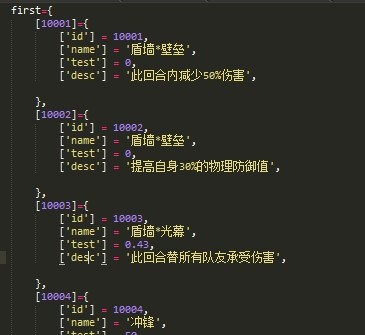 first={
[10001]={
['id'] = 10001,
['name'] = '盾墙*壁垒',
['test'] = 0,
['desc'] = '此回合内减少50%伤害',
},
[10002]={
['id'] = 10002,
['name'] = '盾墙*壁垒',
['test'] = 0,
['desc'] = '提高自身30%的物理防御值',
},
[10003]={
['id'] = 10003,
['name'] = '盾墙*光幕',
['test'] = 0.43,
['desc'] = '此回合替所有队友承受伤害',
},
[10004]={
['id'] = 10004,
['name'] = '冲锋',
['test'] = 50